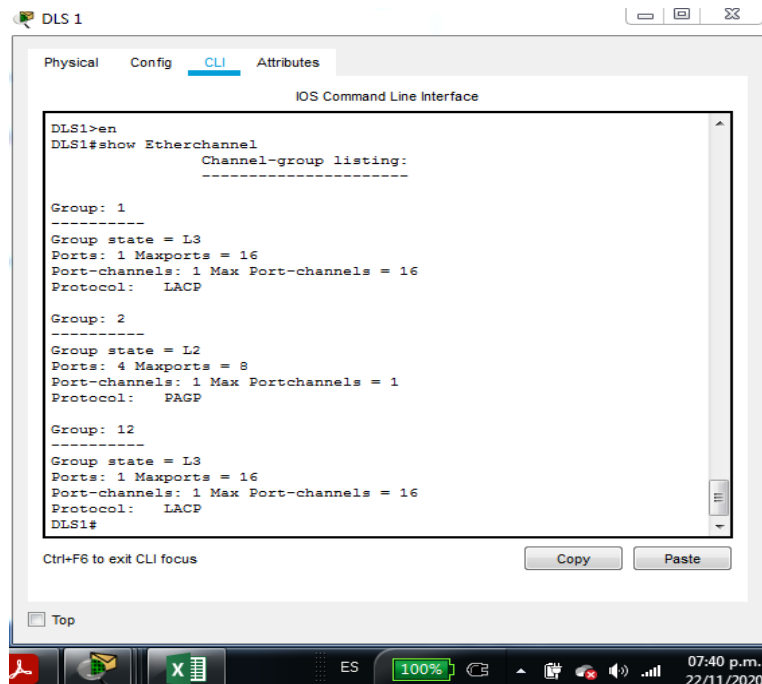 DLS 1
Physical Config CLI Attributes
IOS Command Line Interface
DLS1>en
DLS1#show Etherchannel
Channel-group listing:
----------------------
Group: 1
----------
Group state = L3
Ports: 1 Maxports = 16
Port-channels: 1 Max Port-channels = 16
Protocol: LACP
Group: 2
----------
Group state = L2
Ports: 4 Maxports = 8
Port-channels: 1 Max Portchannels = 1
Protocol: PAGP
Group: 12
----------
Group state = L3
Ports: 1 Maxports = 16
Port-channels: 1 Max Port-channels = 16
Protocol: LACP
DLS1#
Ctrl+F6 to exit CLI focus
Copy Paste
Top
ES 100% 07:40 p.m.
22/11/2020